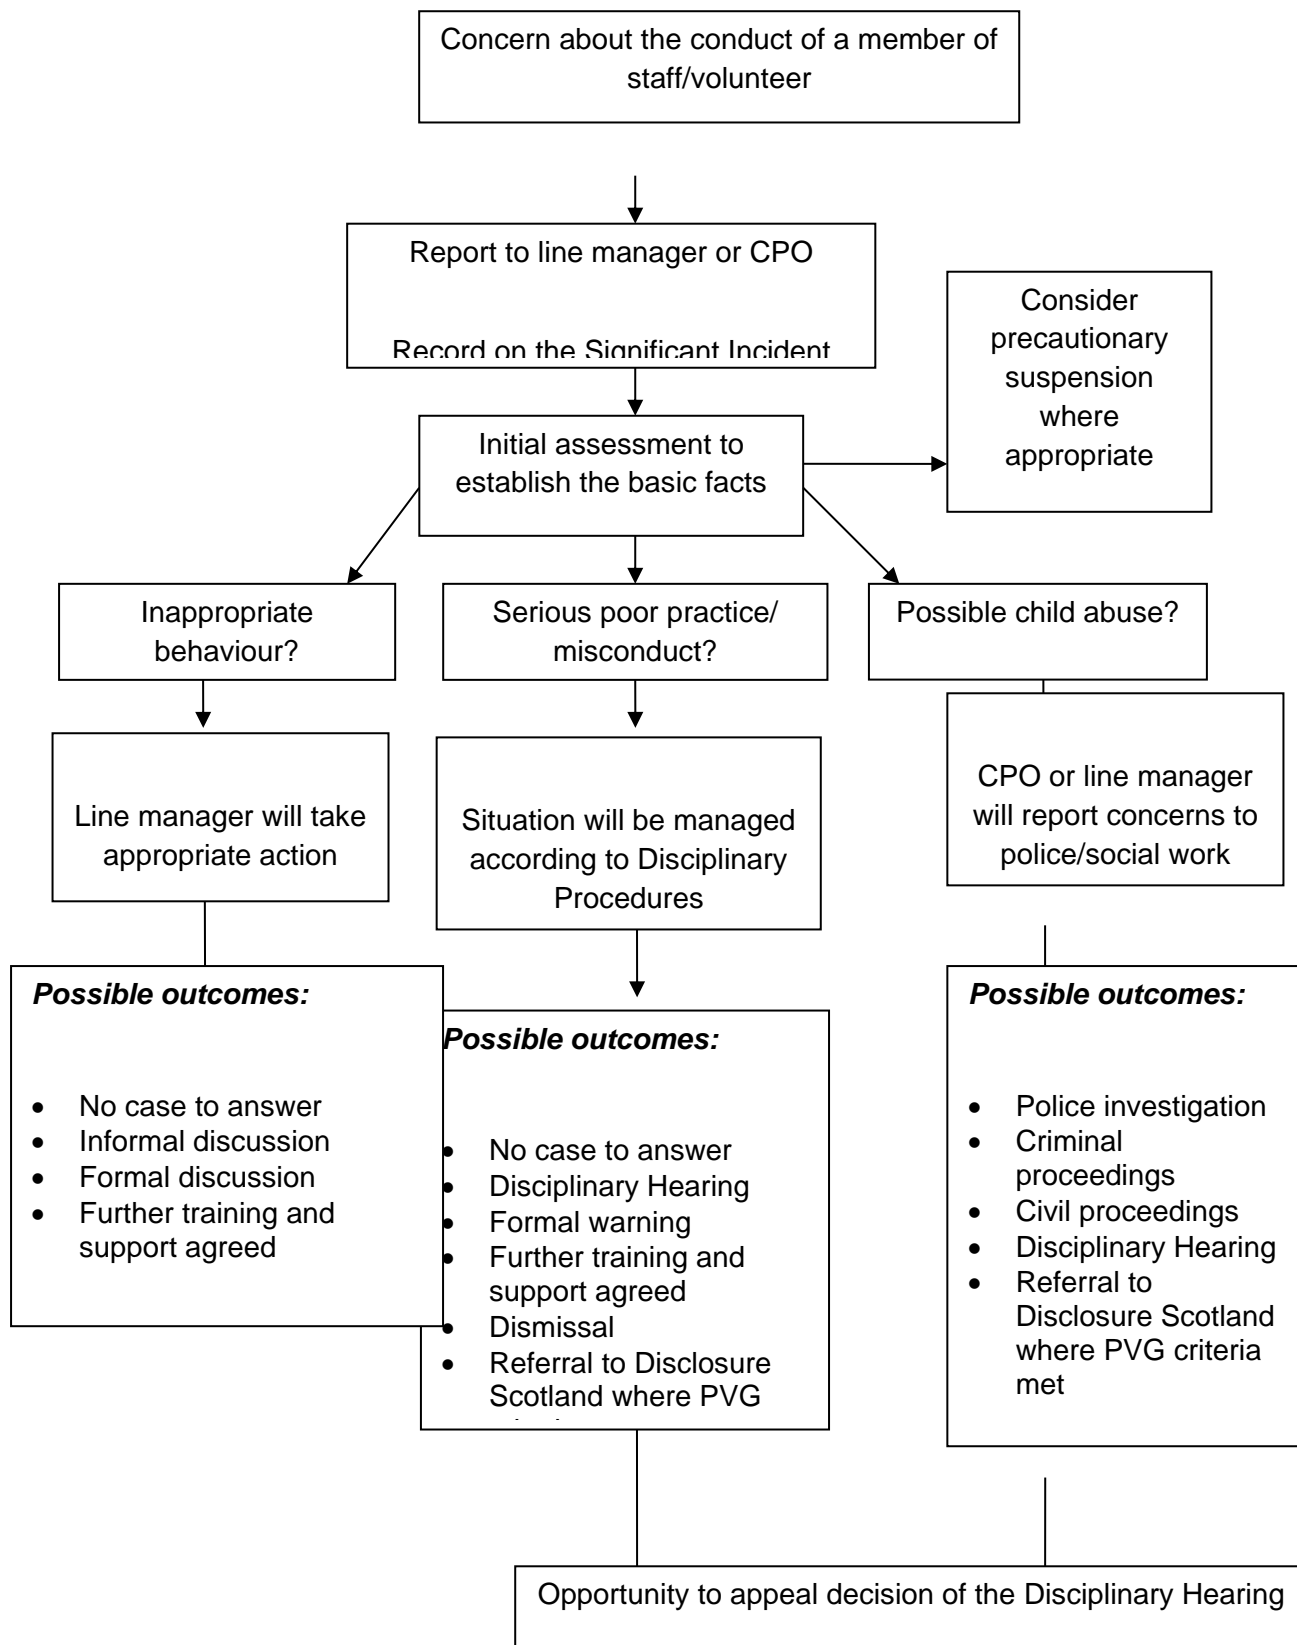 Concern about the conduct of a member of
staff/volunteer
Report to line manager or CPO
Record on the Significant Incident
Consider
precautionary
suspension
where
appropriate
Initial assessment to
establish the basic facts
Inappropriate
behaviour?
Serious poor practice/
misconduct?
Possible child abuse?
Line manager will take
appropriate action
Situation will be managed
according to Disciplinary
Procedures
CPO or line manager
will report concerns to
police/social work
Possible outcomes:
• No case to answer
• Informal discussion
• Formal discussion
• Further training and
support agreed
Possible outcomes:
• No case to answer
• Disciplinary Hearing
• Formal warning
• Further training and
support agreed
• Dismissal
• Referral to Disclosure
Scotland where PVG
Possible outcomes:
• Police investigation
• Criminal
proceedings
• Civil proceedings
• Disciplinary Hearing
• Referral to
Disclosure Scotland
where PVG criteria
met
Opportunity to appeal decision of the Disciplinary Hearing